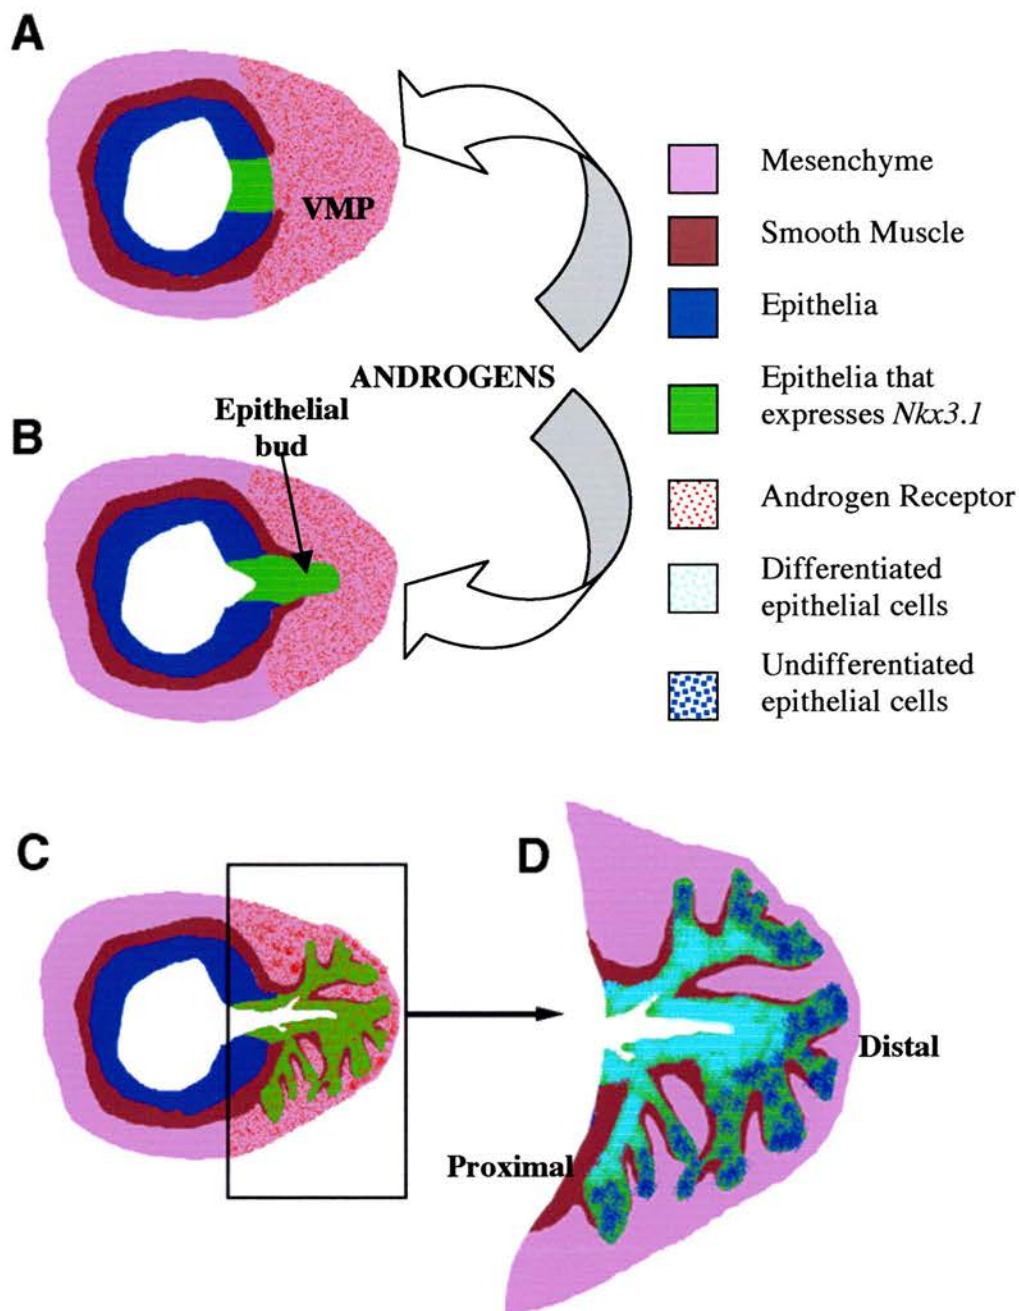 A
VMP
Mesenchyme
Smooth Muscle
Epithelia
Epithelia that
expresses Nkx3.1
Androgen Receptor
Differentiated
epithelial cells
Undifferentiated
epithelial cells
ANDROGENS
B
Epithelial
bud
C
D
Distal
Proximal